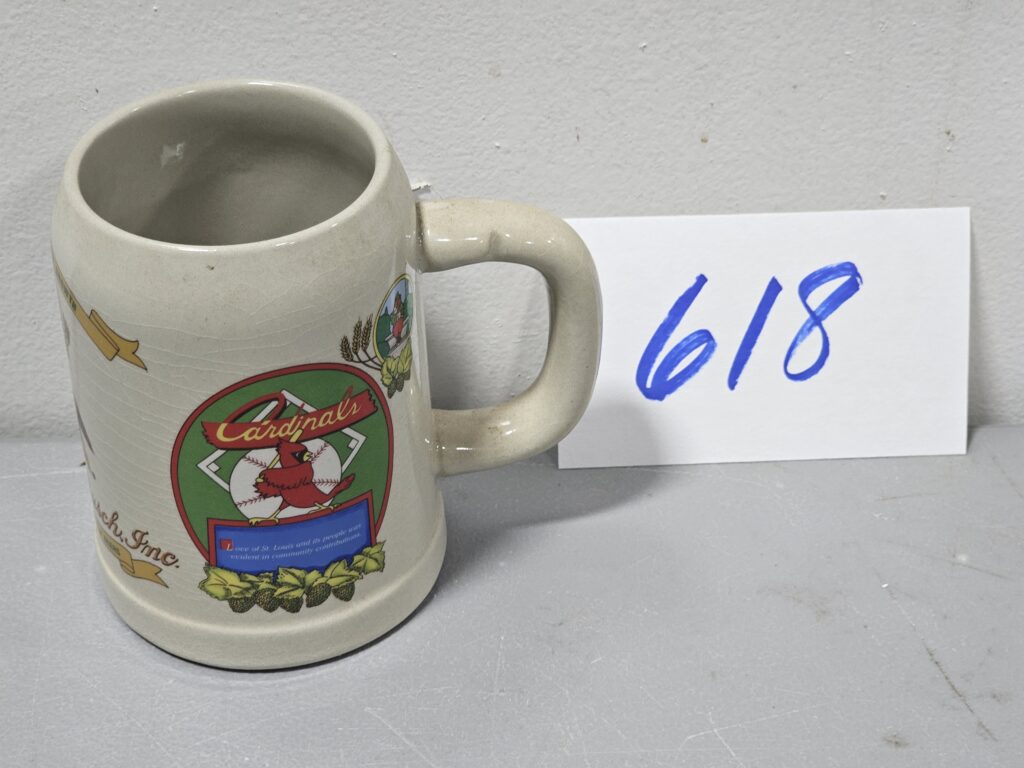 Cardinals
Love of St. Louis and its people was
evident in community contributions.
sch, Inc.
618